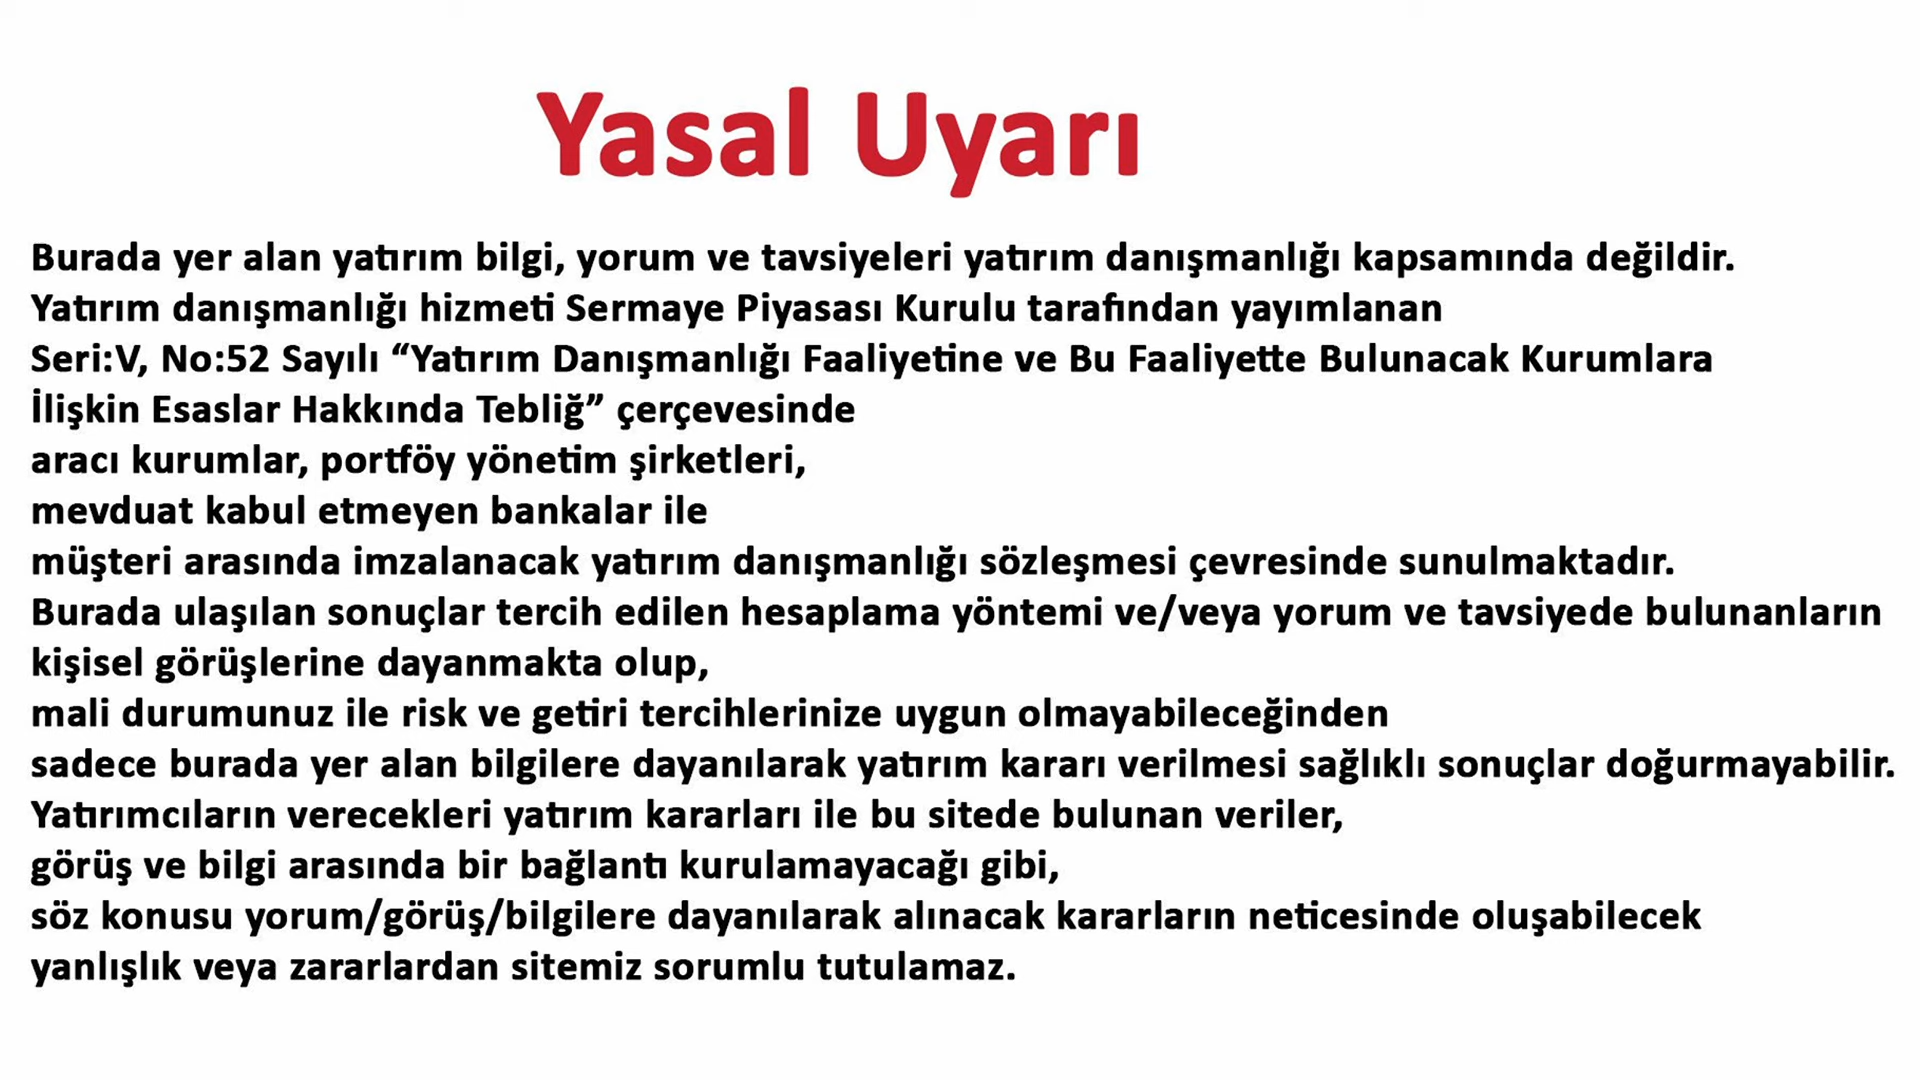 Yasal Uyarı
Burada yer alan yatırım bilgi, yorum ve tavsiyeleri yatırım danışmanlığı kapsamında değildir.
Yatırım danışmanlığı hizmeti Sermaye Piyasası Kurulu tarafından yayımlanan
Seri:V, No:52 Sayılı “Yatırım Danışmanlığı Faaliyetine ve Bu Faaliyette Bulunacak Kurumlara
İlişkin Esaslar Hakkında Tebliğ” çerçevesinde
aracı kurumlar, portföy yönetim şirketleri,
mevduat kabul etmeyen bankalar ile
müşteri arasında imzalanacak yatırım danışmanlığı sözleşmesi çevresinde sunulmaktadır.
Burada ulaşılan sonuçlar tercih edilen hesaplama yöntemi ve/veya yorum ve tavsiyede bulunanların
kişisel görüşlerine dayanmakta olup,
mali durumunuz ile risk ve getiri tercihlerinize uygun olmayabileceğinden
sadece burada yer alan bilgilere dayanılarak yatırım kararı verilmesi sağlıklı sonuçlar doğurmayabilir.
Yatırımcıların verecekleri yatırım kararları ile bu sitede bulunan veriler,
görüş ve bilgi arasında bir bağlantı kurulamayacağı gibi,
söz konusu yorum/görüş/bilgilere dayanılarak alınacak kararların neticesinde oluşabilecek
yanlışlık veya zararlardan sitemiz sorumlu tutulamaz.